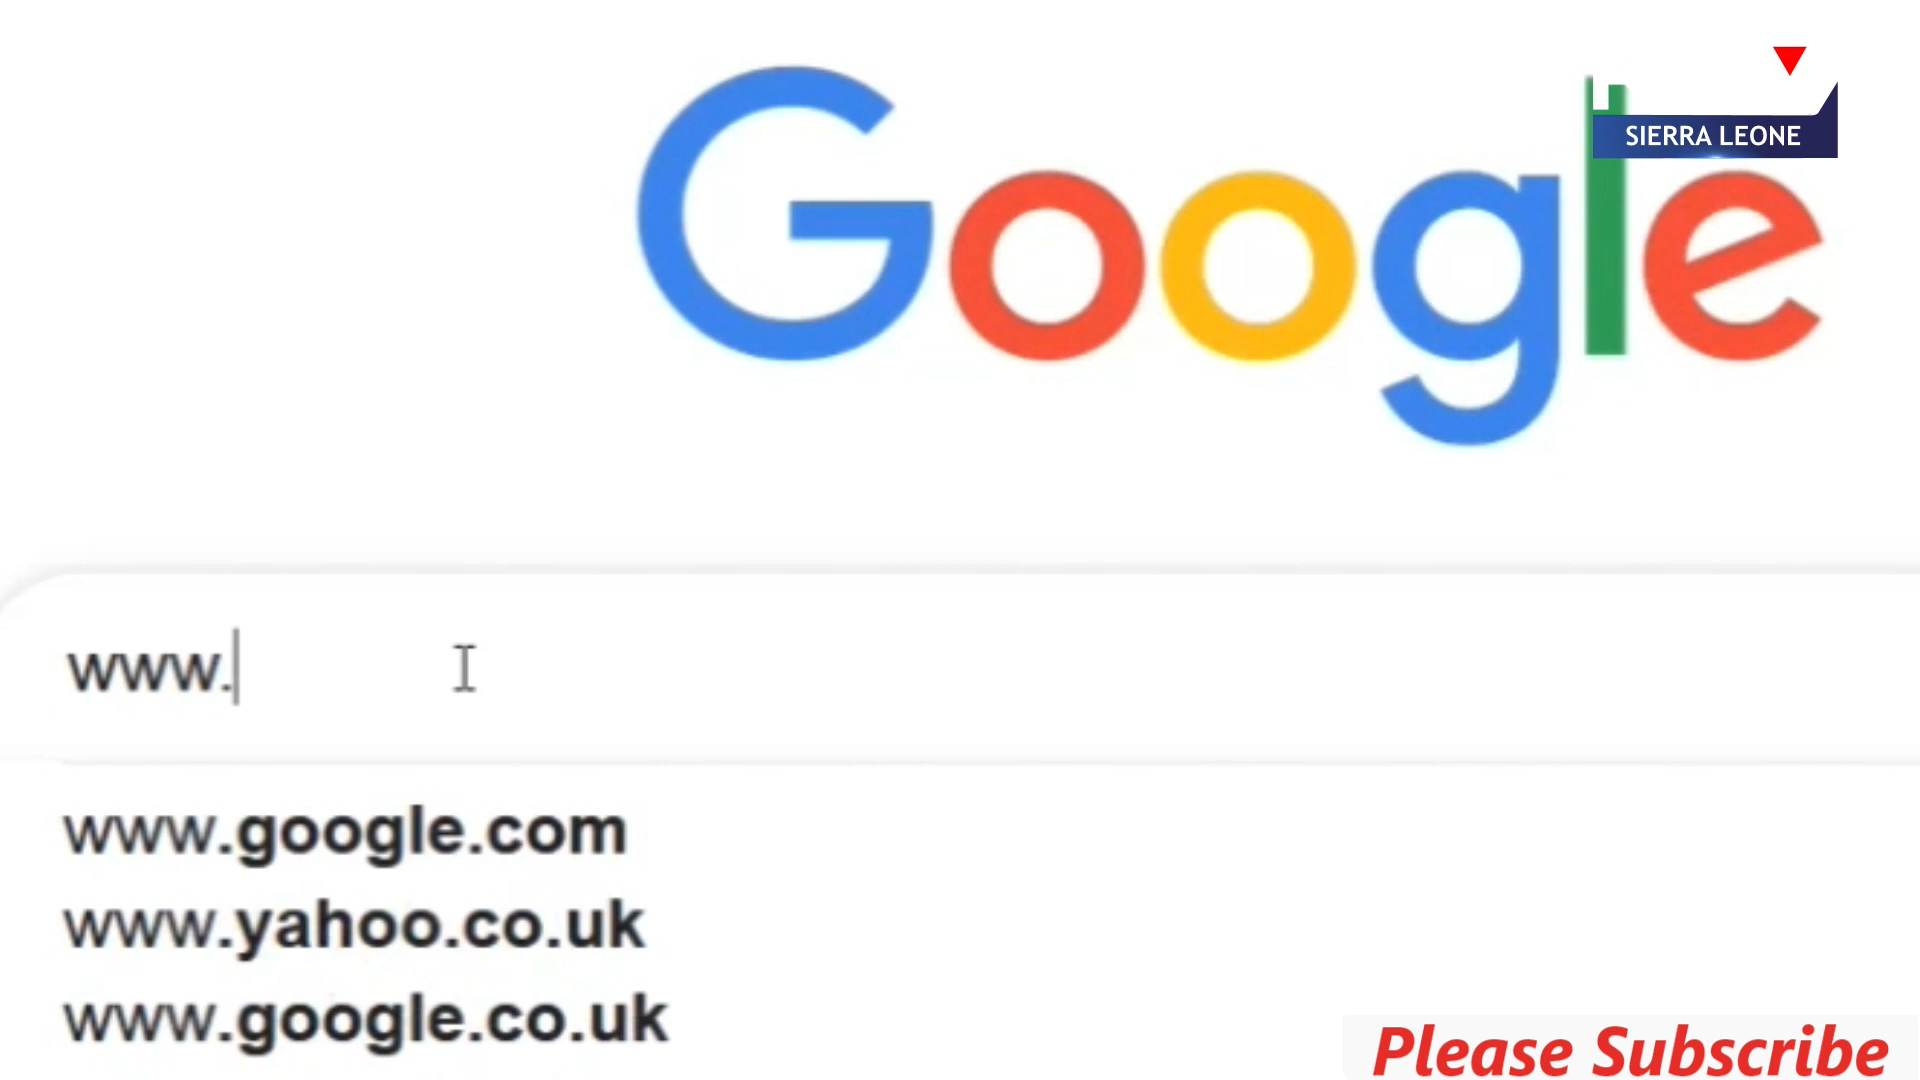 Google
SIERRA LEONE
www.
www.google.com
www.yahoo.co.uk
www.google.co.uk
Please Subscribe